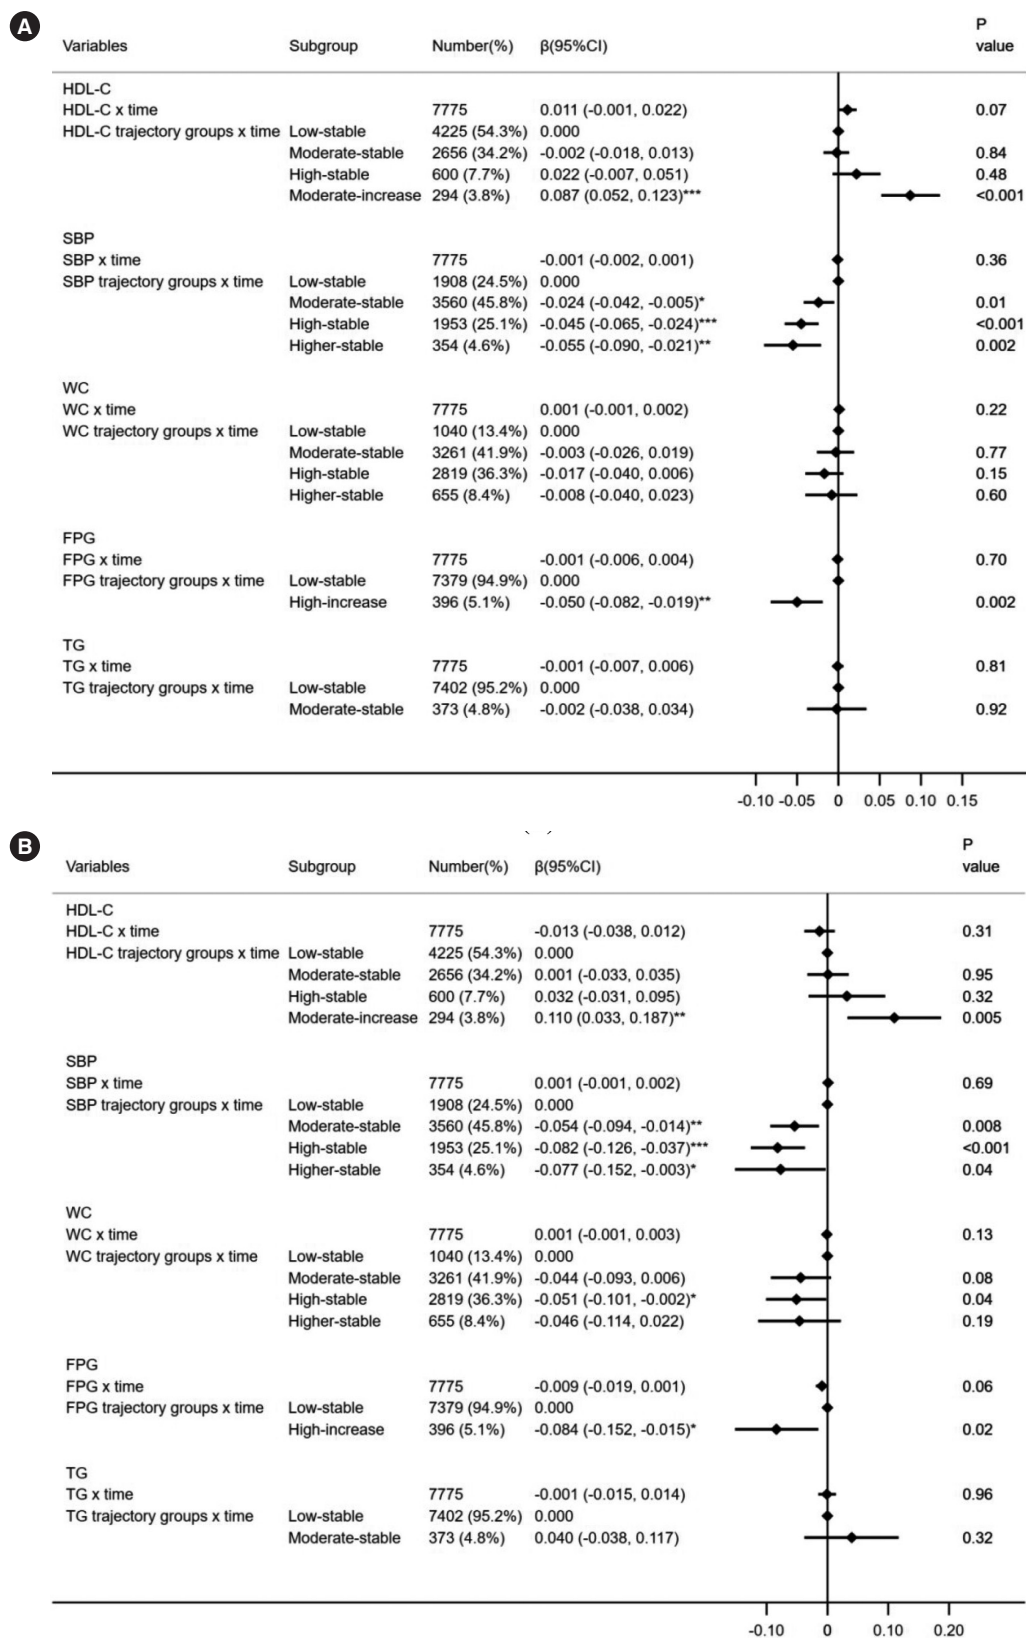 A
P
Variables Subgroup Number(%) β(95%CI) value
HDL-C
HDL-C x time 7775 0.011 (-0.001, 0.022) 0.07
HDL-C trajectory groups x time Low-stable 4225 (54.3%) 0.000
Moderate-stable 2656 (34.2%) -0.002 (-0.018, 0.013) 0.84
High-stable 600 (7.7%) 0.022 (-0.007, 0.051) 0.48
Moderate-increase 294 (3.8%) 0.087 (0.052, 0.123)*** <0.001
SBP
SBP x time 7775 -0.001 (-0.002, 0.001) 0.36
SBP trajectory groups x time Low-stable 1908 (24.5%) 0.000
Moderate-stable 3560 (45.8%) -0.024 (-0.042, -0.005)* 0.01
High-stable 1953 (25.1%) -0.045 (-0.065, -0.024)*** <0.001
Higher-stable 354 (4.6%) -0.055 (-0.090, -0.021)** 0.002
WC
WC x time 7775 0.001 (-0.001, 0.002) 0.22
WC trajectory groups x time Low-stable 1040 (13.4%) 0.000
Moderate-stable 3261 (41.9%) -0.003 (-0.026, 0.019) 0.77
High-stable 2819 (36.3%) -0.017 (-0.040, 0.006) 0.15
Higher-stable 655 (8.4%) -0.008 (-0.040, 0.023) 0.60
FPG
FPG x time 7775 -0.001 (-0.006, 0.004) 0.70
FPG trajectory groups x time Low-stable 7379 (94.9%) 0.000
High-increase 396 (5.1%) -0.050 (-0.082, -0.019)** 0.002
TG
TG x time 7775 -0.001 (-0.007, 0.006) 0.81
TG trajectory groups x time Low-stable 7402 (95.2%) 0.000
Moderate-stable 373 (4.8%) -0.002 (-0.038, 0.034) 0.92
-0.10 -0.05 0 0.05 0.10 0.15
B
P
Variables Subgroup Number(%) β(95%CI) value
HDL-C
HDL-C x time 7775 -0.013 (-0.038, 0.012) 0.31
HDL-C trajectory groups x time Low-stable 4225 (54.3%) 0.000
Moderate-stable 2656 (34.2%) 0.001 (-0.033, 0.035) 0.95
High-stable 600 (7.7%) 0.032 (-0.031, 0.095) 0.32
Moderate-increase 294 (3.8%) 0.110 (0.033, 0.187)** 0.005
SBP
SBP x time 7775 0.001 (-0.001, 0.002) 0.69
SBP trajectory groups x time Low-stable 1908 (24.5%) 0.000
Moderate-stable 3560 (45.8%) -0.054 (-0.094, -0.014)** 0.008
High-stable 1953 (25.1%) -0.082 (-0.126, -0.037)*** <0.001
Higher-stable 354 (4.6%) -0.077 (-0.152, -0.003)* 0.04
WC
WC x time 7775 0.001 (-0.001, 0.003) 0.13
WC trajectory groups x time Low-stable 1040 (13.4%) 0.000
Moderate-stable 3261 (41.9%) -0.044 (-0.093, 0.006) 0.08
High-stable 2819 (36.3%) -0.051 (-0.101, -0.002)* 0.04
Higher-stable 655 (8.4%) -0.046 (-0.114, 0.022) 0.19
FPG
FPG x time 7775 -0.009 (-0.019, 0.001) 0.06
FPG trajectory groups x time Low-stable 7379 (94.9%) 0.000
High-increase 396 (5.1%) -0.084 (-0.152, -0.015)* 0.02
TG
TG x time 7775 -0.001 (-0.015, 0.014) 0.96
TG trajectory groups x time Low-stable 7402 (95.2%) 0.000
Moderate-stable 373 (4.8%) 0.040 (-0.038, 0.117) 0.32
-0.10 0 0.10 0.20